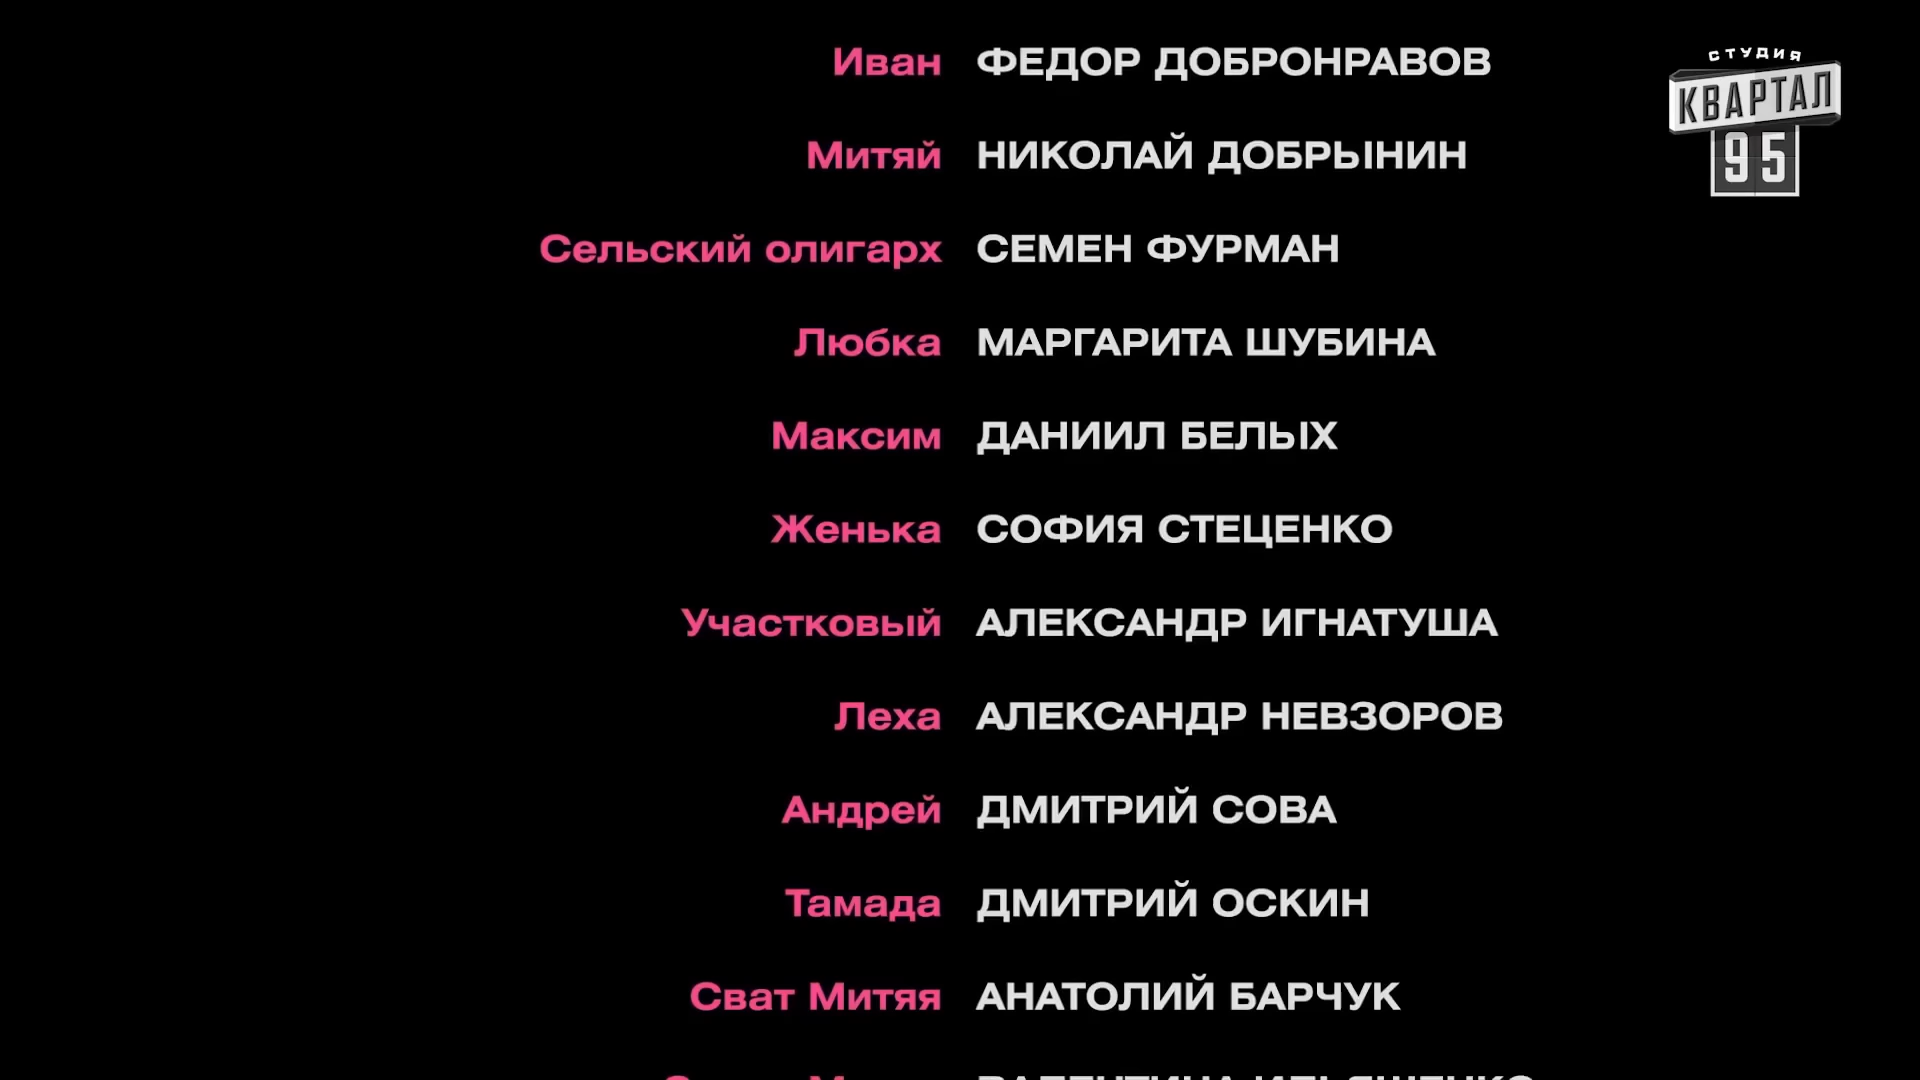 Иван ФЕДОР ДОБРОНРАВОВ
СТУДИЯ
КВАРТАЛ
95
Митяй НИКОЛАЙ ДОБРЫНИН
Сельский олигарх СЕМЕН ФУРМАН
Любка МАРГАРИТА ШУБИНА
Максим ДАНИИЛ БЕЛЫХ
Женька СОФИЯ СТЕЦЕНКО
Участковый АЛЕКСАНДР ИГНАТУША
Леха АЛЕКСАНДР НЕВЗОРОВ
Андрей ДМИТРИЙ СОВА
Тамада ДМИТРИЙ ОСКИН
Сват Митяя АНАТОЛИЙ БАРЧУК